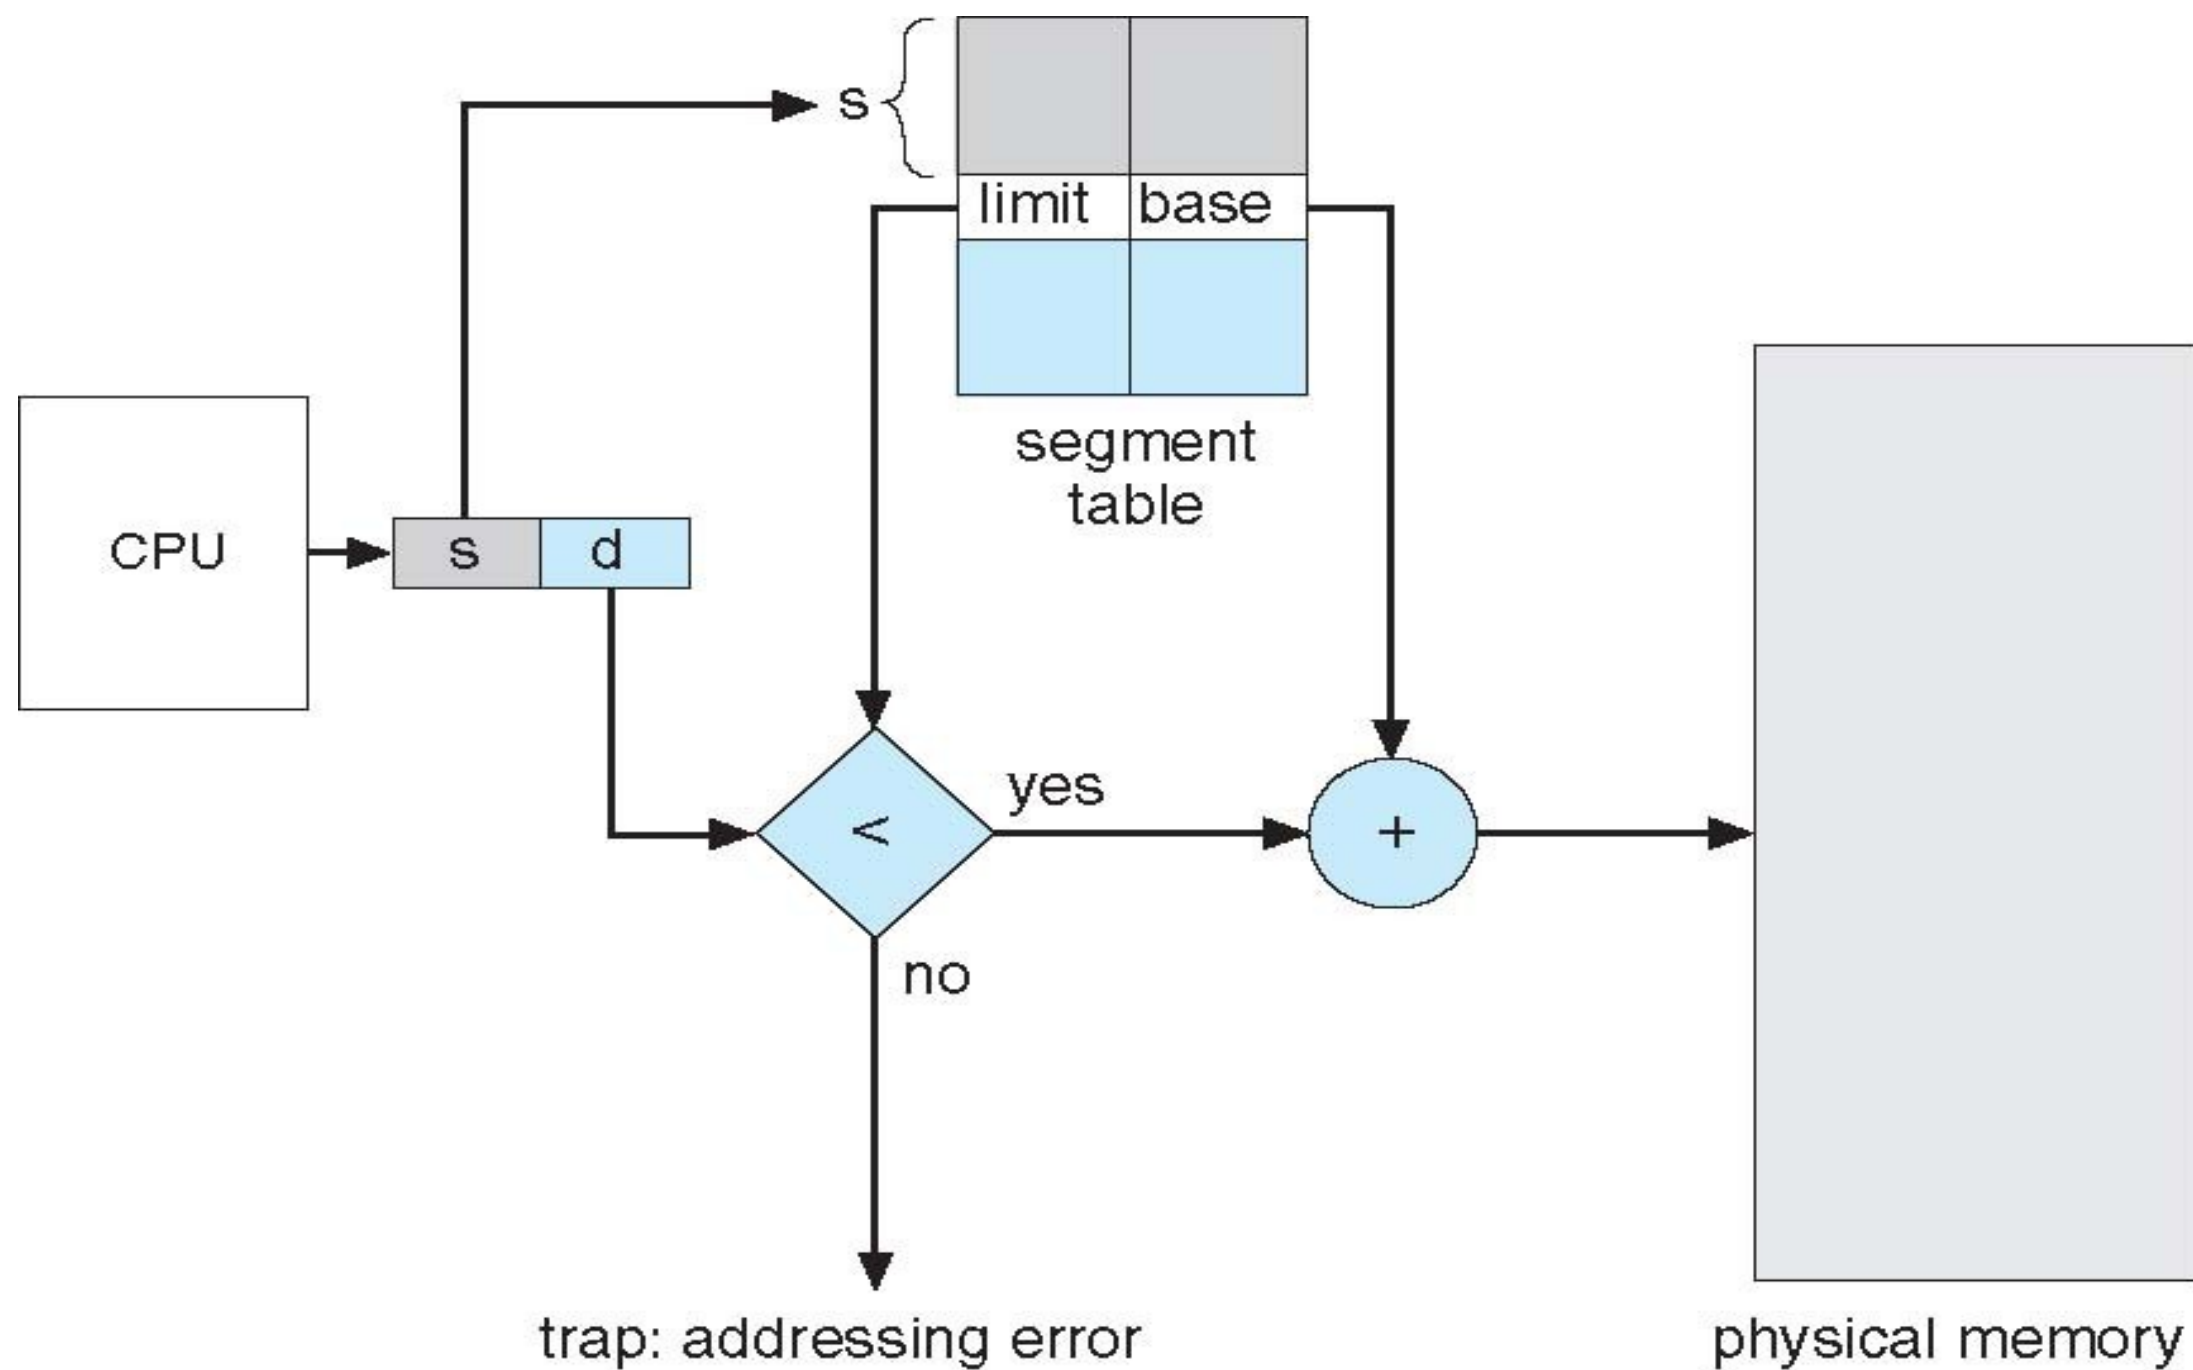 s
limit base
segment
table
CPU
s d
yes
<
+
no
trap: addressing error
physical memory